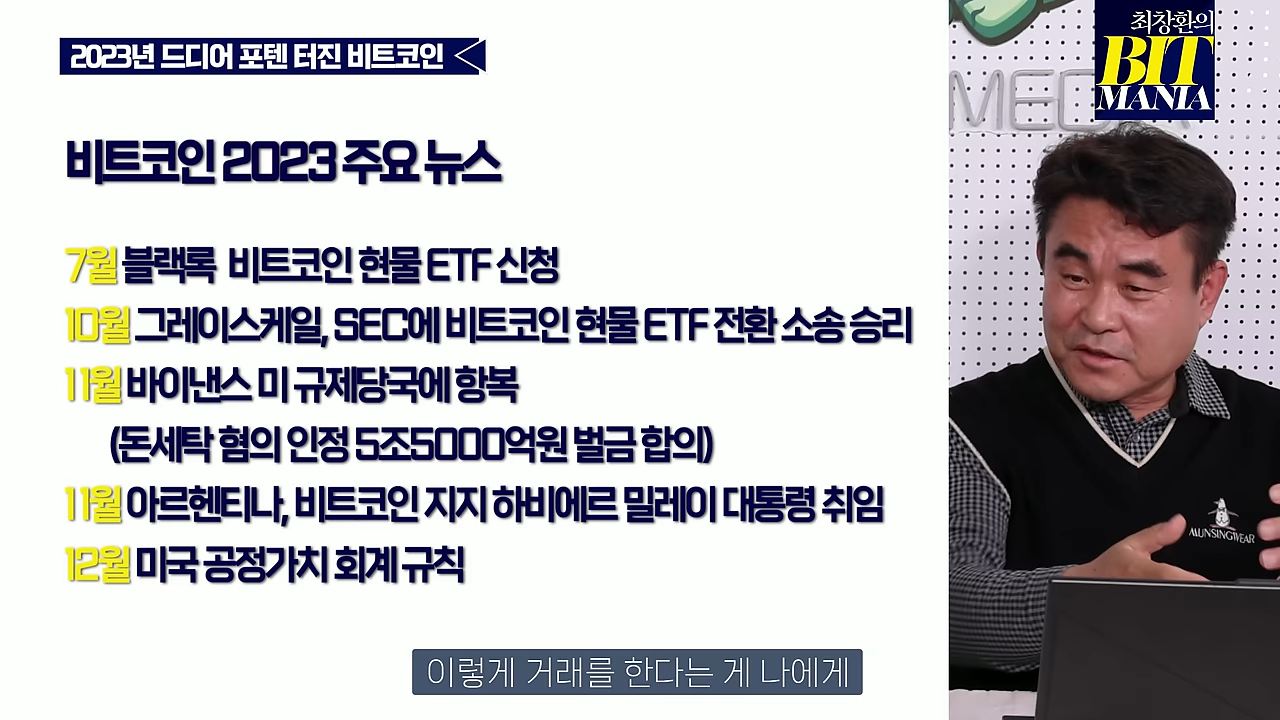 2023년 드디어 포텐 터진 비트코인
최창환의
BIT
MANIA
MEDIA
비트코인 2023 주요 뉴스
7월 블랙록 비트코인 현물 ETF 신청
10월 그레이스케일, SEC에 비트코인 현물 ETF 전환 소송 승리
11월 바이낸스 미 규제당국에 항복
(돈세탁 혐의 인정 5조5000억원 벌금 합의)
11월 아르헨티나, 비트코인 지지 하비에르 밀레이 대통령 취임
12월 미국 공정가치 회계 규칙
MUNSINGWEAR
이렇게 거래를 한다는 게 나에게